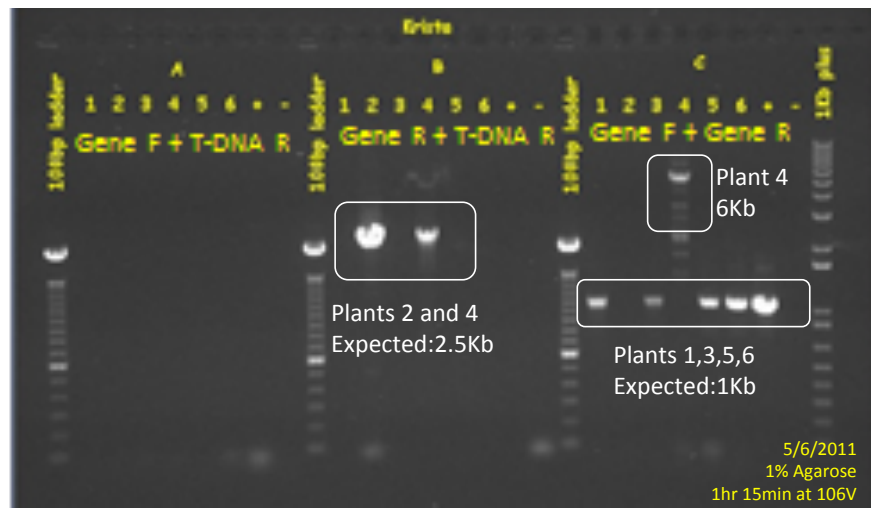 Krista
A
B
C
100bp ladder
1 2 3 4 5 6 + -
Gene F + T-DNA R
100bp ladder
1 2 3 4 5 6 + -
Gene R + T-DNA R
100bp ladder
1 2 3 4 5 6 + -
Gene F + Gene R
1Kb plus
Plant 4
6Kb
Plants 2 and 4
Expected:2.5Kb
Plants 1,3,5,6
Expected:1Kb
5/6/2011
1% Agarose
1hr 15min at 106V